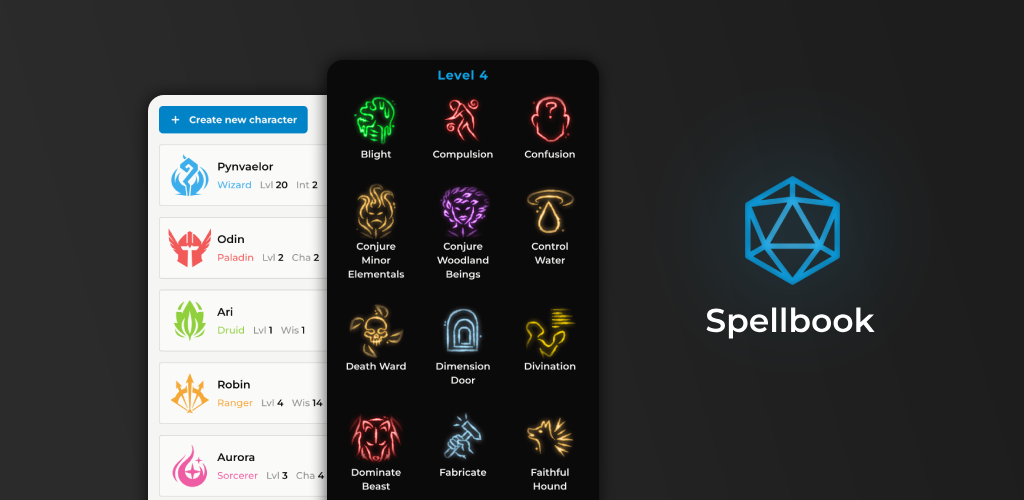 + Create new character
Pynvaelor
Wizard Lvl 20 Int 2
Odin
Paladin Lvl 2 Cha 2
Ari
Druid Lvl 1 Wis 1
Robin
Ranger Lvl 4 Wis 14
Aurora
Sorcerer Lvl 3 Cha 4
Level 4
Blight
Compulsion
Confusion
Conjure
Minor
Elementals
Conjure
Woodland
Beings
Control
Water
Death Ward
Dimension
Door
Divination
Dominate
Beast
Fabricate
Faithful
Hound
Spellbook